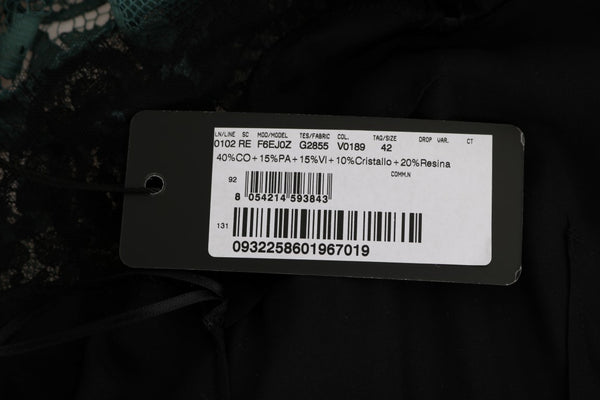 LN/LINE SC MOD/MODEL TES/FABRIC COL. TAG/SIZE DROP VAR. CT
0102 RE F6EJ0Z G2855 V0189 42
40%CO+15%PA+15%VI+10%Cristallo+20%Resina
COMM.N
92
8 054214 593843
131
0932258601967019